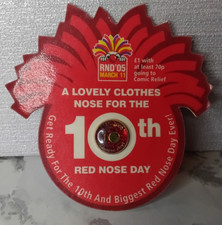 RND'05
MARCH 11
£1 with
at least 70p
going to
Comic Relief
A LOVELY CLOTHES
NOSE FOR THE
10th
RED NOSE DAY
Get Ready For The 10th And Biggest Red Nose Day Ever!